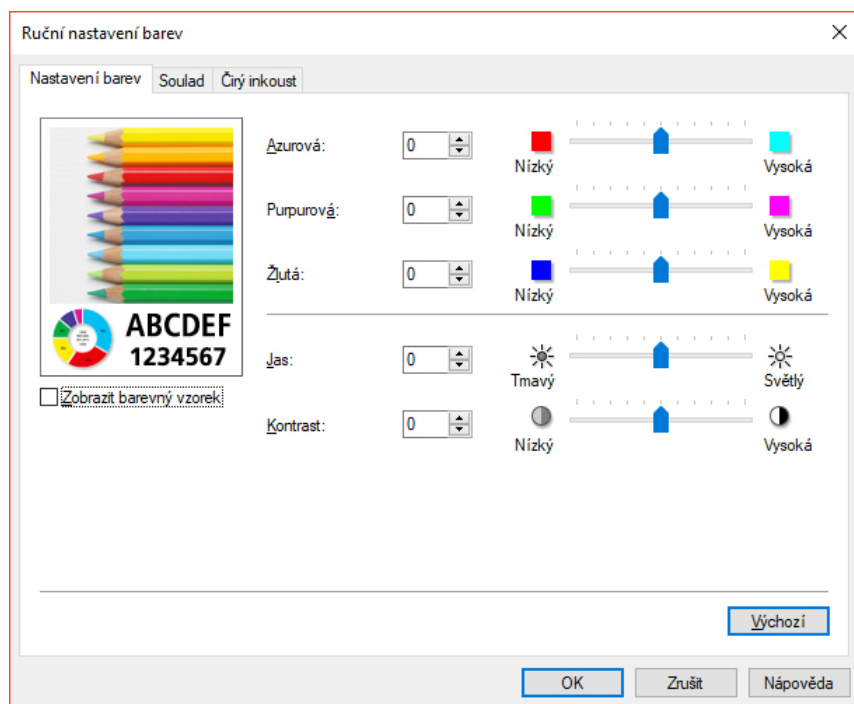 Ruční nastavení barev
Nastavení barev Soulad Čirý inkoust
Azurová: 0
Nízký Vysoká
Purpurová: 0
Nízký Vysoká
Žlutá: 0
Nízký Vysoká
ABCDEF
1234567
Zobrazit barevný vzorek
Jas: 0
Tmavý Světlý
Kontrast: 0
Nízký Vysoká
Výchozí
OK Zrušit Nápověda